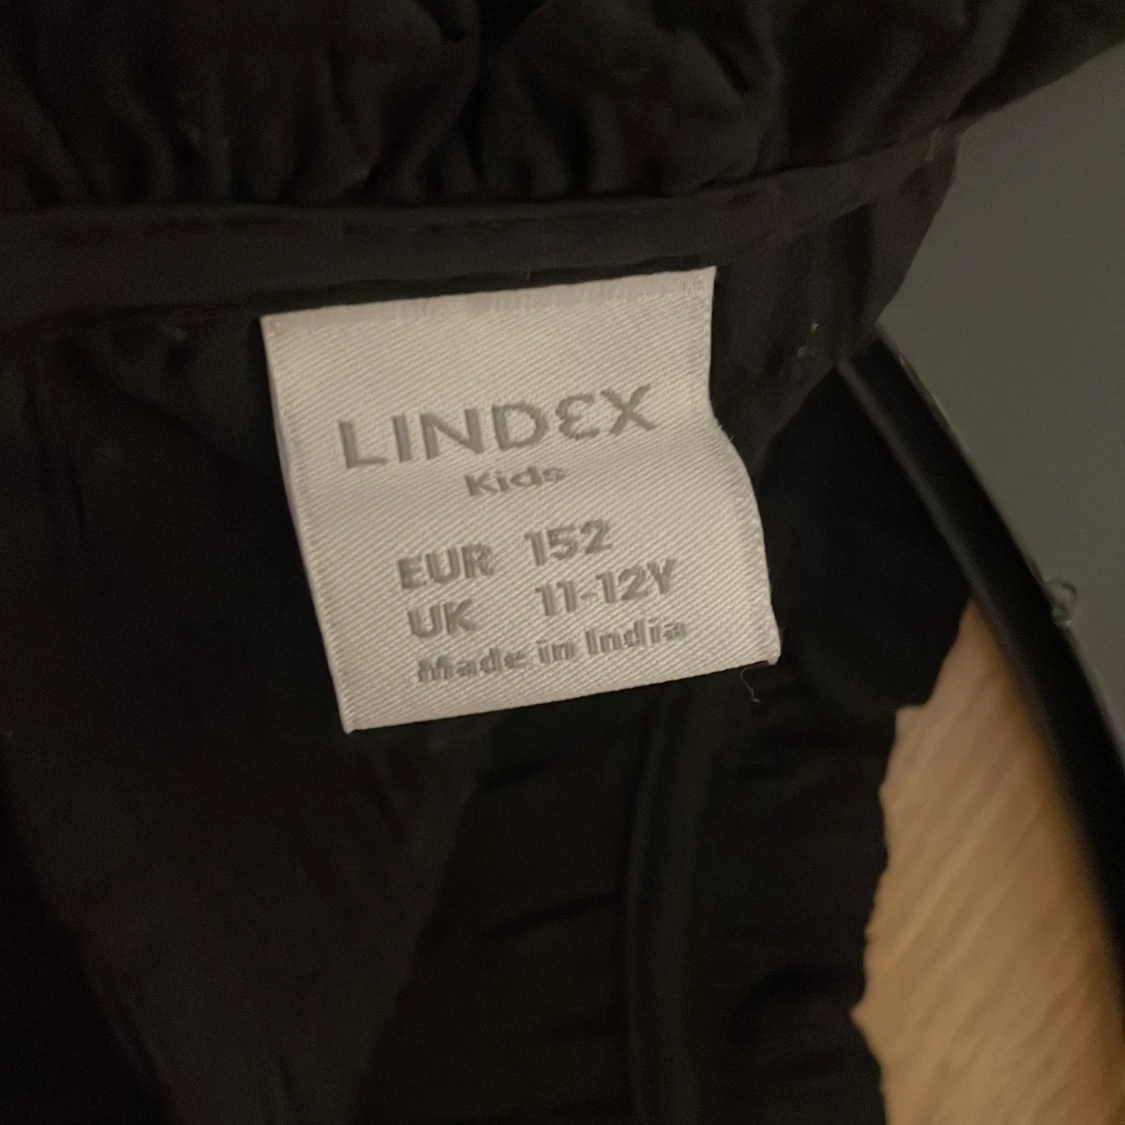 LINDEX
Kids
EUR 152
UK 11-12Y
Made in India